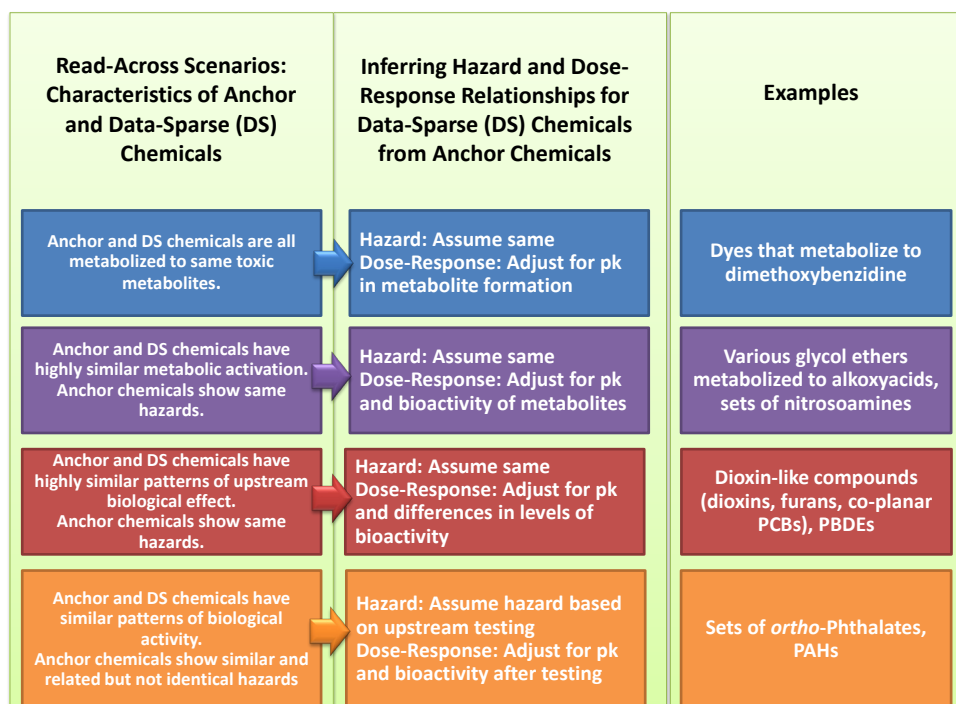 Read-Across Scenarios:
Characteristics of Anchor
and Data-Sparse (DS)
Chemicals
Inferring Hazard and Dose-
Response Relationships for
Data-Sparse (DS) Chemicals
from Anchor Chemicals
Examples
Anchor and DS chemicals are all
metabolized to same toxic
metabolites.
Hazard: Assume same
Dose-Response: Adjust for pk
in metabolite formation
Dyes that metabolize to
dimethoxybenzidine
Anchor and DS chemicals have
highly similar metabolic activation.
Anchor chemicals show same
hazards.
Hazard: Assume same
Dose-Response: Adjust for pk
and bioactivity of metabolites
Various glycol ethers
metabolized to alkoxyacids,
sets of nitrosoamines
Anchor and DS chemicals have
highly similar patterns of upstream
biological effect.
Anchor chemicals show same
hazards.
Hazard: Assume same
Dose-Response: Adjust for pk
and differences in levels of
bioactivity
Dioxin-like compounds
(dioxins, furans, co-planar
PCBs), PBDEs
Anchor and DS chemicals have
similar patterns of biological
activity.
Anchor chemicals show similar and
related but not identical hazards
Hazard: Assume hazard based
on upstream testing
Dose-Response: Adjust for pk
and bioactivity after testing
Sets of ortho-Phthalates,
PAHs